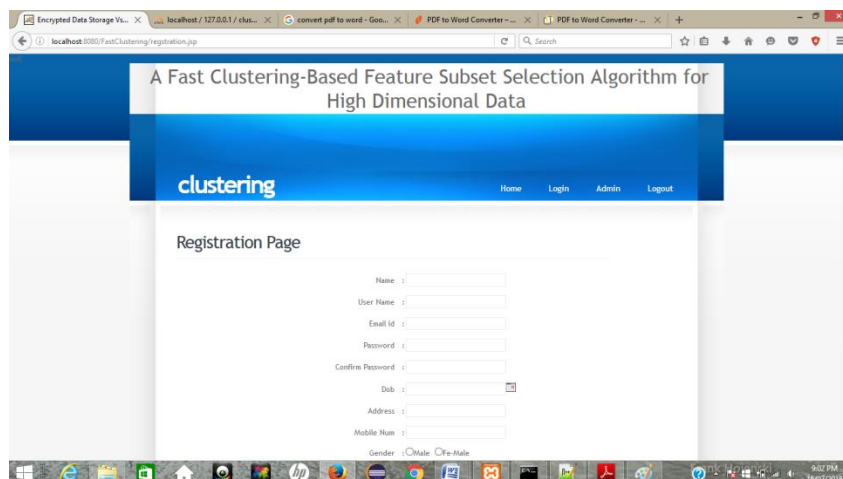 Encrypted Data Storage Vs...
localhost / 127.0.0.1 / clus...
convert pdf to word - Goo...
PDF to Word Converter – ...
PDF to Word Converter - ...
localhost:8080/FastClustering/regstration.jsp
Search
A Fast Clustering-Based Feature Subset Selection Algorithm for
High Dimensional Data
clustering
Home Login Admin Logout
Registration Page
Name :
User Name :
Email id :
Password :
Confirm Password :
Dob :
Address :
Mobile Num :
Gender : Male Fe-Male
9:02 PM